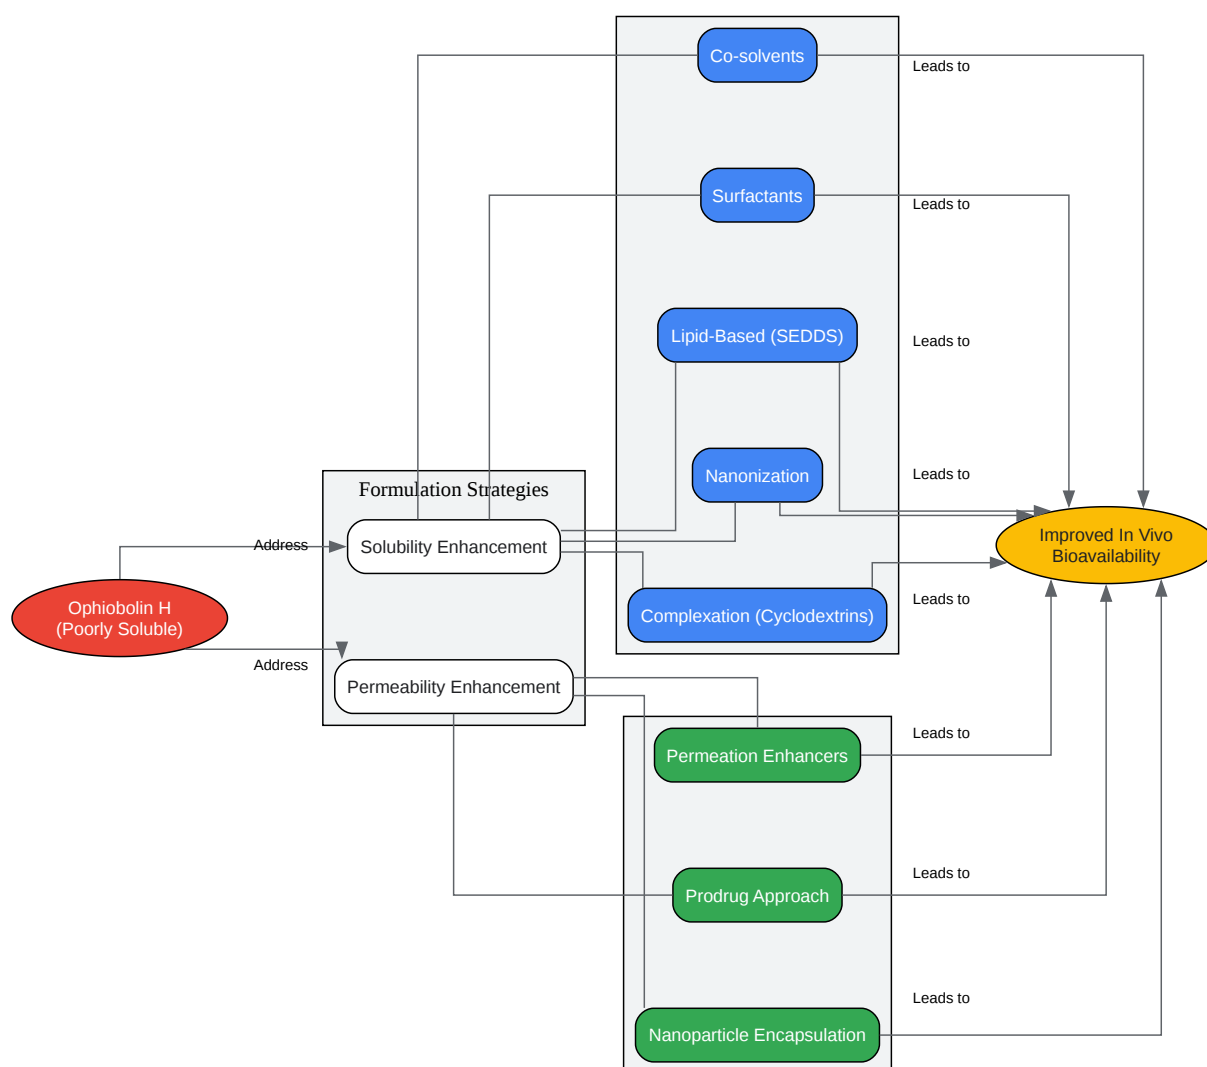 Co-solvents
Leads to
Surfactants
Leads to
Lipid-Based (SEDDS)
Leads to
Nanonization
Leads to
Formulation Strategies
Address
Solubility Enhancement
Improved In Vivo
Bioavailability
Ophiobolin H
(Poorly Soluble)
Complexation (Cyclodextrins)
Leads to
Address
Permeability Enhancement
Leads to
Permeation Enhancers
Leads to
Prodrug Approach
Leads to
Nanoparticle Encapsulation